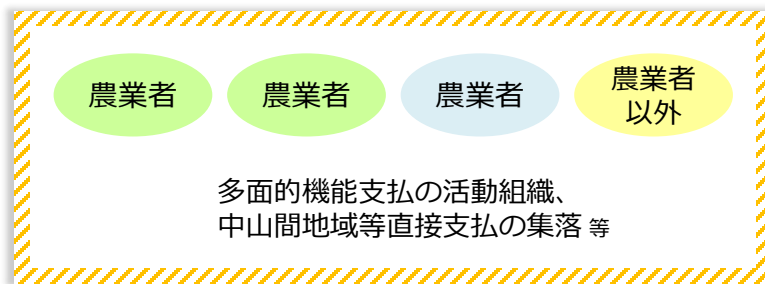 農業者
農業者
農業者
農業者
以外
多面的機能支払の活動組織、
中山間地域等直接支払の集落 等